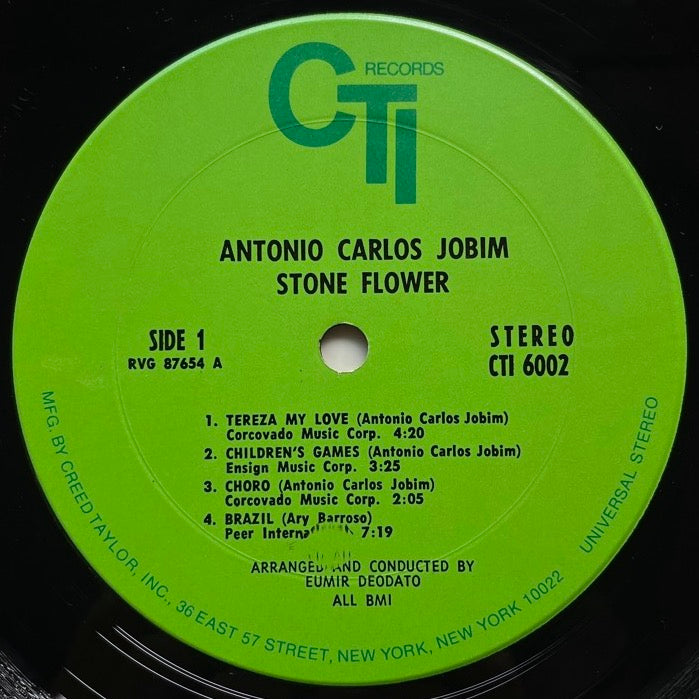 CTI RECORDS
ANTONIO CARLOS JOBIM
STONE FLOWER
SIDE 1
RVG 87654 A
STEREO
CTI 6002
1. TEREZA MY LOVE (Antonio Carlos Jobim)
Corcovado Music Corp. 4:20
2. CHILDREN'S GAMES (Antonio Carlos Jobim)
Ensign Music Corp. 3:25
3. CHORO (Antonio Carlos Jobim)
Corcovado Music Corp. 2:05
4. BRAZIL (Ary Barroso)
Peer 7:19
ARRANGED AND CONDUCTED BY
EUMIR DEODATO
ALL BMI
MFG. BY CREED TAYLOR, INC., 36 EAST 57 STREET, NEW YORK, NEW YORK 10022
UNIVERSAL STEREO